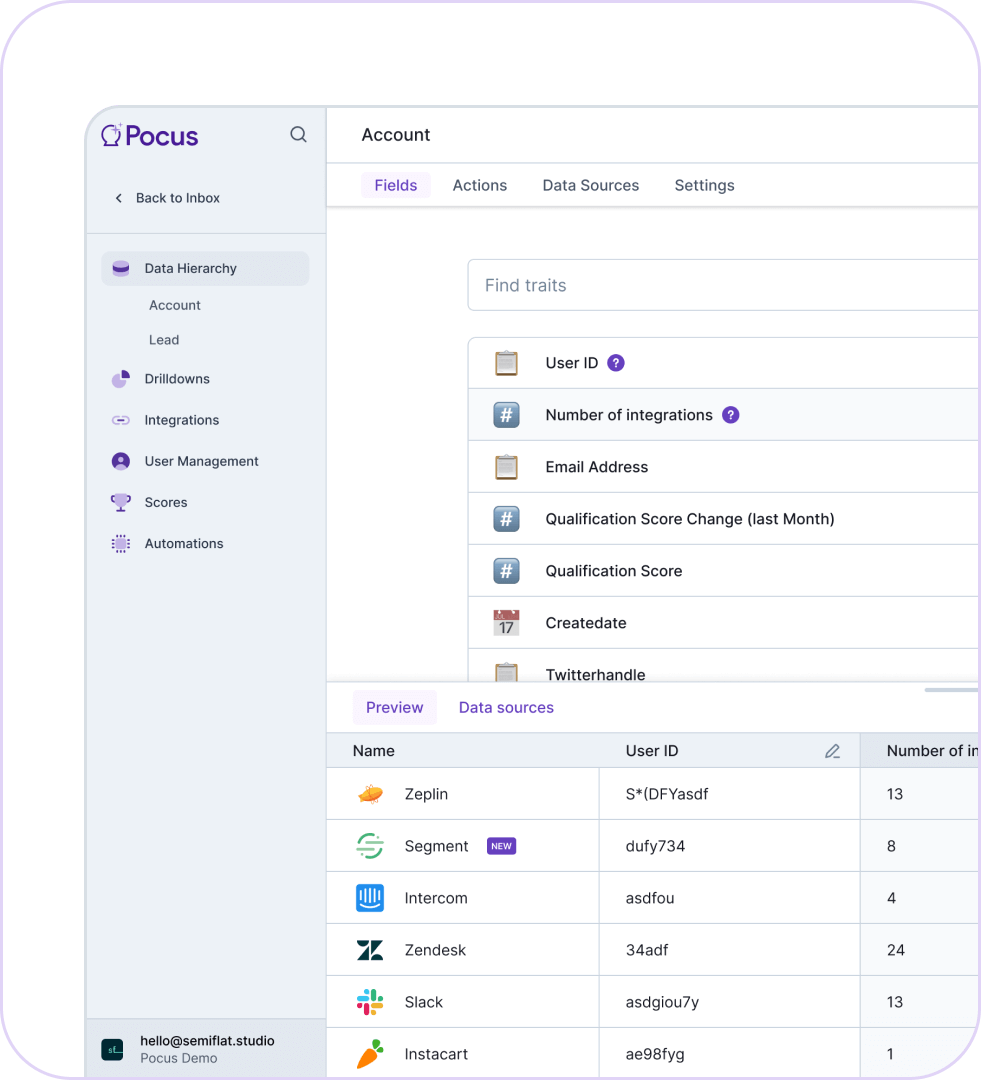 Pocus
Back to Inbox
Data Hierarchy
Account
Lead
Drilldowns
Integrations
User Management
Scores
Automations
sf_
hello@semiflat.studio
Pocus Demo
Account
Fields Actions Data Sources Settings
Find traits
User ID ?
# Number of integrations ?
Email Address
# Qualification Score Change (last Month)
# Qualification Score
17 Createdate
Twitterhandle
Preview Data sources
Name User ID Number of in
Zeplin S*(DFYasdf 13
Segment NEW dufy734 8
Intercom asdfou 4
Zendesk 34adf 24
Slack asdgiou7y 13
Instacart ae98fyg 1